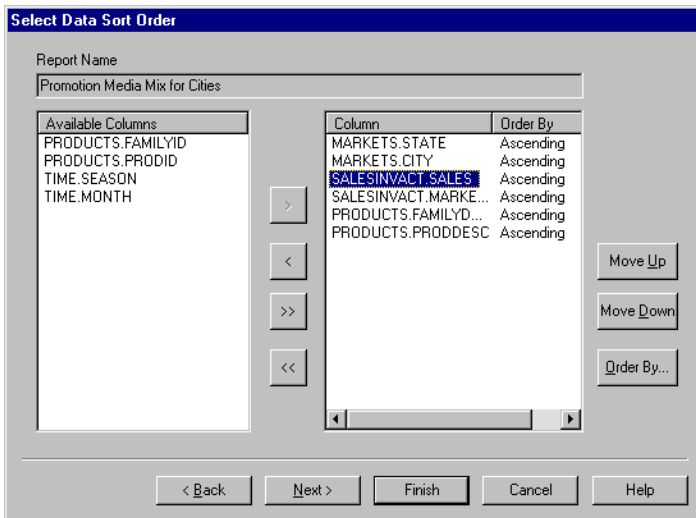 Select Data Sort Order
Report Name
Promotion Media Mix for Cities
Available Columns
PRODUCTS.FAMILYID
PRODUCTS.PRODID
TIME.SEASON
TIME.MONTH
>
<
>>
<<
Column Order By
MARKETS.STATE Ascending
MARKETS.CITY Ascending
SALESINVACT.SALES Ascending
SALESINVACT.MARKE... Ascending
PRODUCTS.FAMILYD... Ascending
PRODUCTS.PRODDESC Ascending
Move Up
Move Down
Order By...
< Back Next > Finish Cancel Help